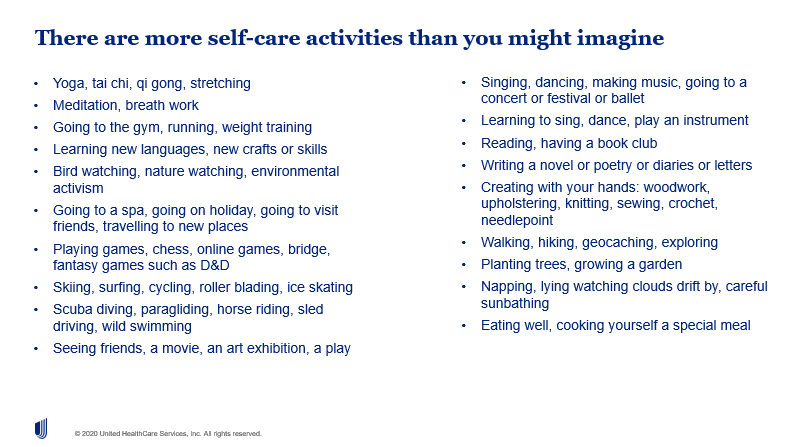 There are more self-care activities than you might imagine
• Yoga, tai chi, qi gong, stretching
• Meditation, breath work
• Going to the gym, running, weight training
• Learning new languages, new crafts or skills
• Bird watching, nature watching, environmental
activism
• Going to a spa, going on holiday, going to visit
friends, travelling to new places
• Playing games, chess, online games, bridge,
fantasy games such as D&D
• Skiing, surfing, cycling, roller blading, ice skating
• Scuba diving, paragliding, horse riding, sled
driving, wild swimming
• Seeing friends, a movie, an art exhibition, a play
• Singing, dancing, making music, going to a
concert or festival or ballet
• Learning to sing, dance, play an instrument
• Reading, having a book club
• Writing a novel or poetry or diaries or letters
• Creating with your hands: woodwork,
upholstering, knitting, sewing, crochet,
needlepoint
• Walking, hiking, geocaching, exploring
• Planting trees, growing a garden
• Napping, lying watching clouds drift by, careful
sunbathing
• Eating well, cooking yourself a special meal
© 2020 United HealthCare Services, Inc. All rights reserved.